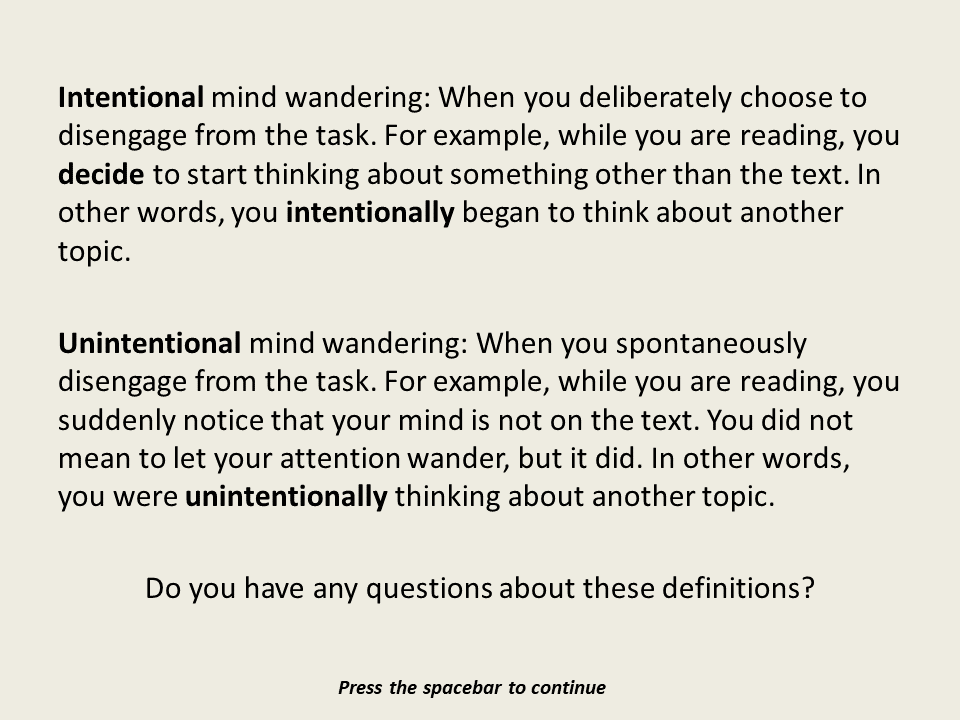 Intentional mind wandering: When you deliberately choose to
disengage from the task. For example, while you are reading, you
decide to start thinking about something other than the text. In
other words, you intentionally began to think about another
topic.
Unintentional mind wandering: When you spontaneously
disengage from the task. For example, while you are reading, you
suddenly notice that your mind is not on the text. You did not
mean to let your attention wander, but it did. In other words,
you were unintentionally thinking about another topic.
Do you have any questions about these definitions?
Press the spacebar to continue